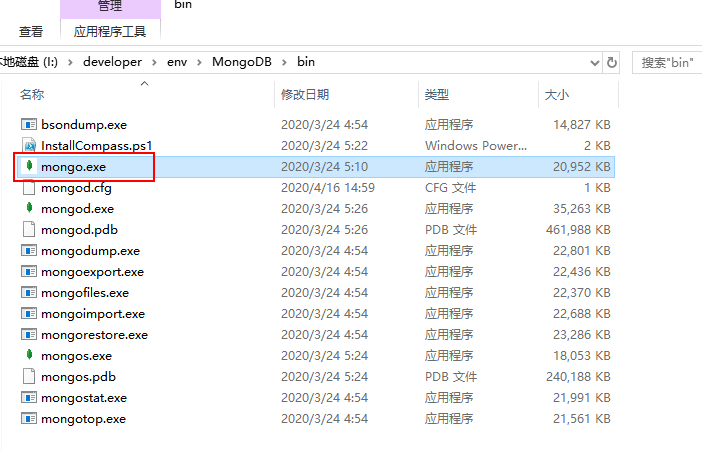 管理
bin
查看
应用程序工具
本地磁盘 (I:) developer env MongoDB bin
搜索"bin"
名称 修改日期 类型 大小
bsondump.exe 2020/3/24 4:54 应用程序 14,827 KB
InstallCompass.ps1 2020/3/24 5:22 Windows Power... 2 KB
mongo.exe 2020/3/24 5:10 应用程序 20,952 KB
mongod.cfg 2020/4/16 14:59 CFG 文件 1 KB
mongod.exe 2020/3/24 5:26 应用程序 35,263 KB
mongod.pdb 2020/3/24 5:26 PDB 文件 461,988 KB
mongodump.exe 2020/3/24 4:54 应用程序 22,801 KB
mongoexport.exe 2020/3/24 4:54 应用程序 22,436 KB
mongofiles.exe 2020/3/24 4:54 应用程序 22,370 KB
mongoimport.exe 2020/3/24 4:54 应用程序 22,688 KB
mongorestore.exe 2020/3/24 4:54 应用程序 23,286 KB
mongos.exe 2020/3/24 5:24 应用程序 18,053 KB
mongos.pdb 2020/3/24 5:24 PDB 文件 240,188 KB
mongostat.exe 2020/3/24 4:54 应用程序 21,991 KB
mongotop.exe 2020/3/24 4:54 应用程序 21,561 KB